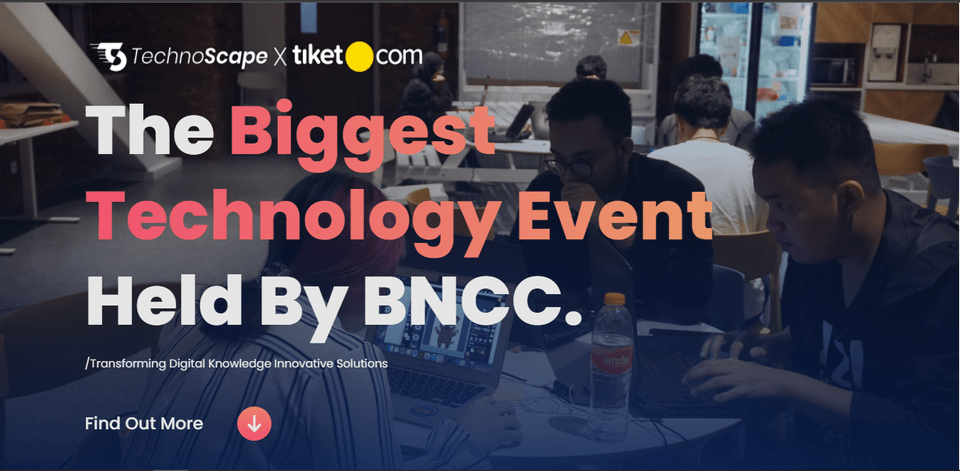 TechnoScape X tiket com
The Biggest
Technology Event
Held By BNCC.
/Transforming Digital Knowledge Innovative Solutions
Find Out More